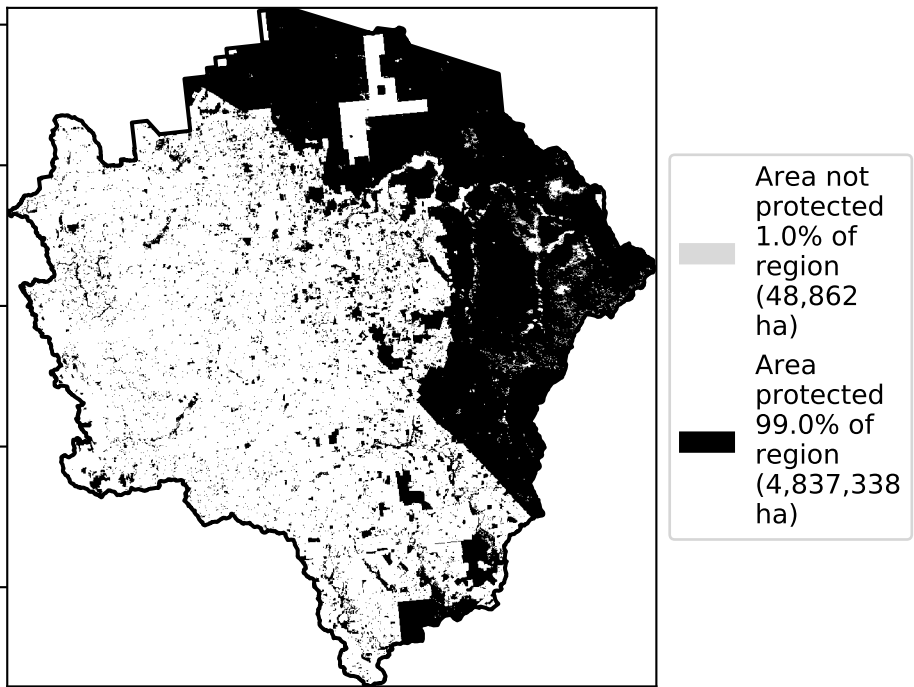 Area not
protected
1.0% of
region
(48,862
ha)
Area
protected
99.0% of
region
(4,837,338
ha)